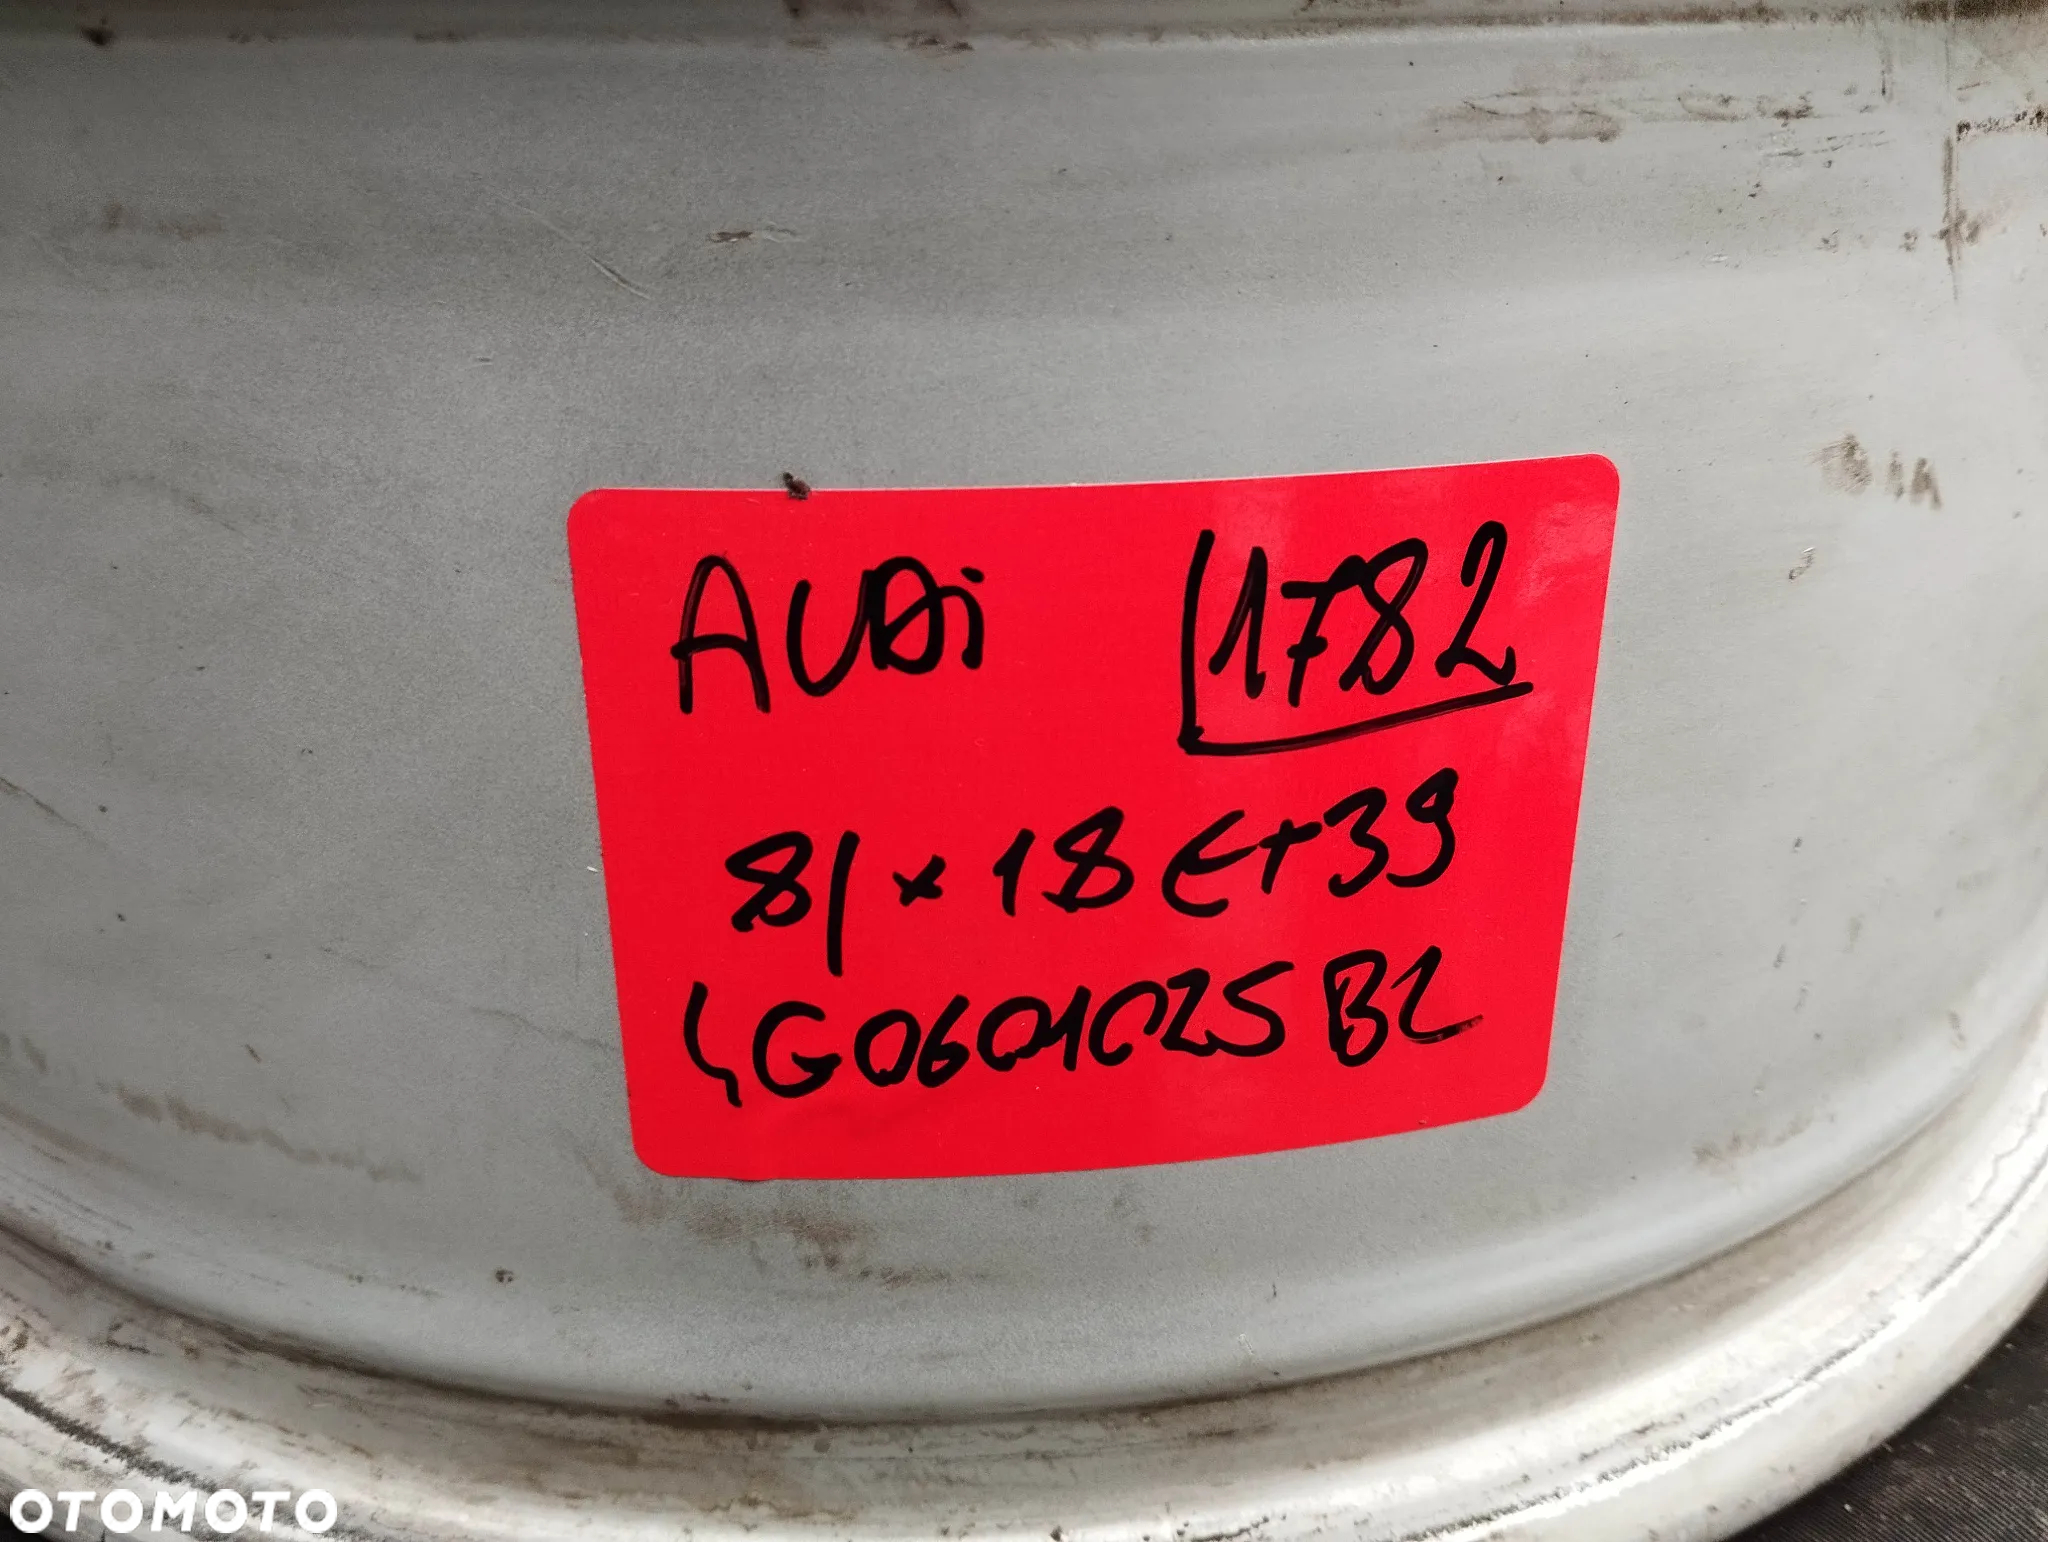 AUDi 1782
8J×18 Et39
4G0601025BL
OTOMOTO